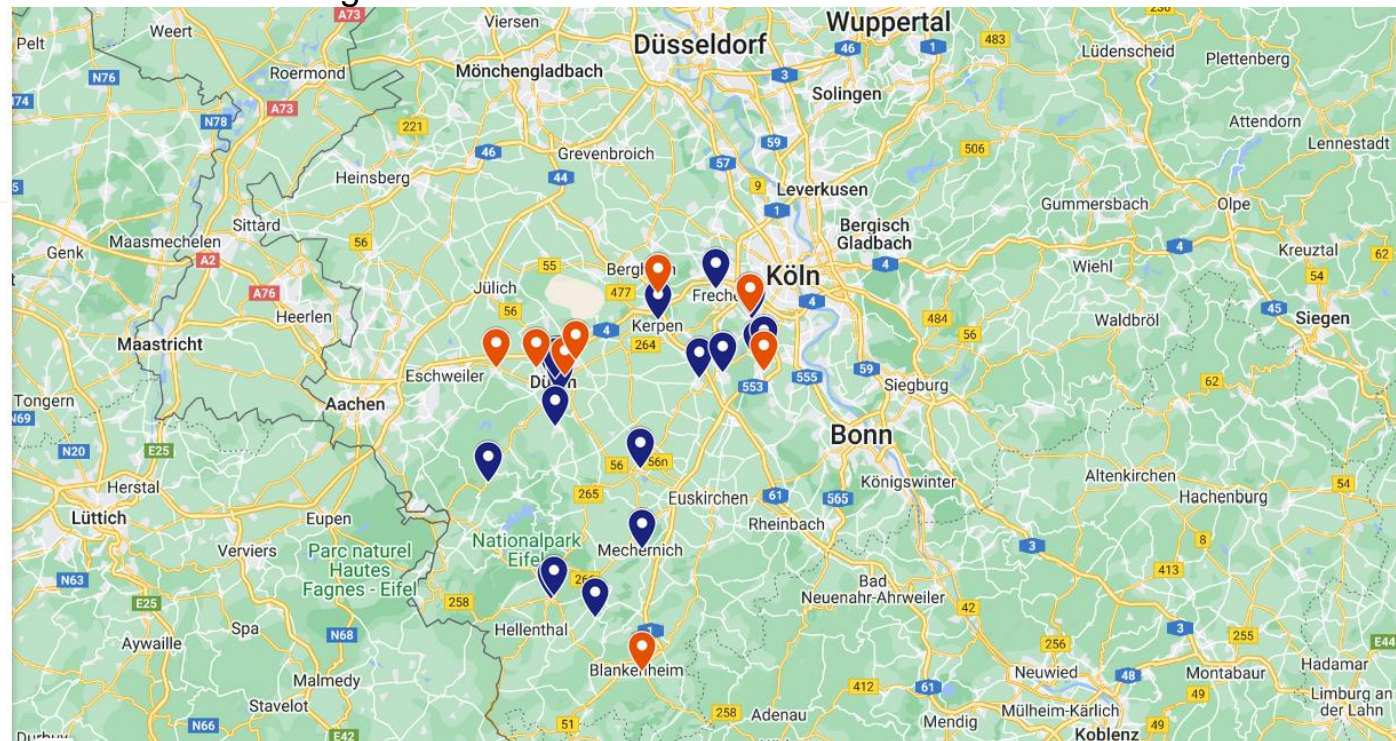 A73
Viersen
Wuppertal
Pelt
Weert
Düsseldorf
46
1
483
Lüdenscheid
Plettenberg
N76
Roermond
Mönchengladbach
3
Solingen
A73
N78
221
59
Attendorn
46
Grevenbroich
57
506
Lennestadt
Heinsberg
44
9
Leverkusen
1
Gummersbach
Olpe
Sittard
Bergisch
Gladbach
Genk
Maasmechelen
56
4
Kreuztal
A2
55
Köln
4
Wiehl
62
54
Jülich
477
A76
56
4
45
Heerlen
4
Kerpen
484
Waldbröl
Siegen
Maastricht
264
56
Eschweiler
59
553
555
Siegburg
62
Tongern
Aachen
N69
Bonn
N20
E25
56
56n
Königswinter
Altenkirchen
Herstal
265
Euskirchen
61
565
Hachenburg
54
Lüttich
Eupen
Rheinbach
Verviers
Parc naturel
Hautes
Fagnes - Eifel
Nationalpark
Mechernich
3
8
N63
Bad
Neuenahr-Ahrweiler
413
E25
258
42
Spa
N68
Hellenthal
1
3
255
E44
Aywaille
256
Malmedy
Blankenheim
Neuwied
48
Montabaur
Hadamar
412
61
49
Stavelot
Mülheim-Kärlich
Limburg an
der Lahn
N66
51
258
Adenau
Mendig
49
E42
Koblenz